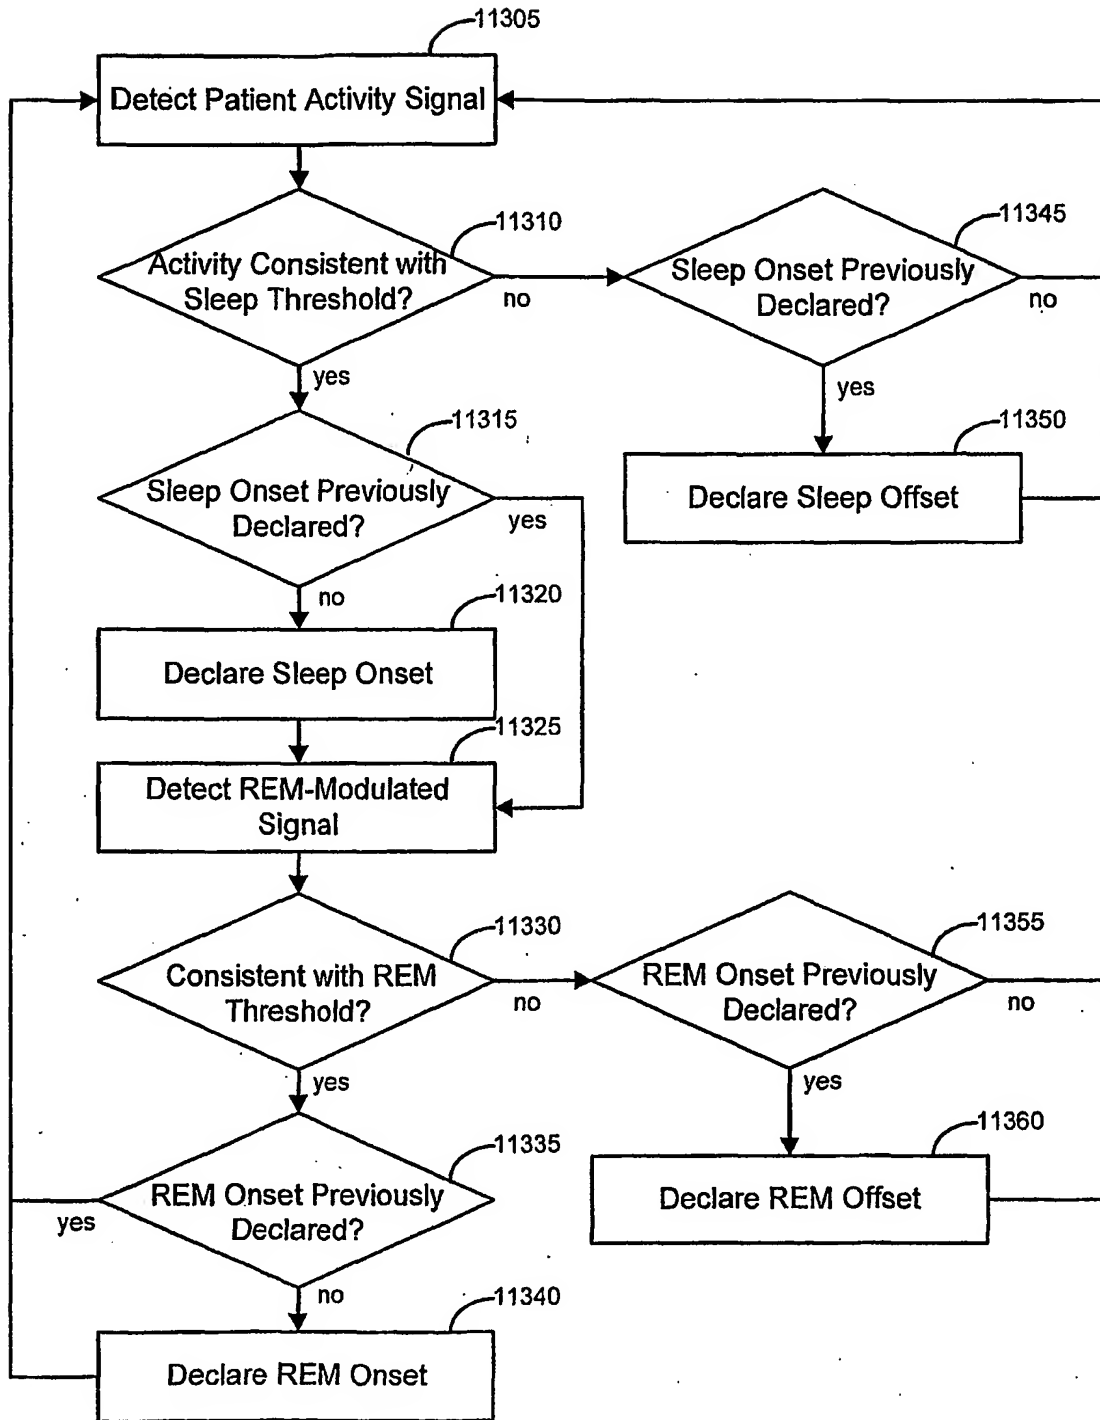 11305
Detect Patient Activity Signal
11310
Activity Consistent with
Sleep Threshold?
no
yes
11345
Sleep Onset Previously
Declared?
no
yes
11315
Sleep Onset Previously
Declared?
yes
no
11350
Declare Sleep Offset
11320
Declare Sleep Onset
11325
Detect REM-Modulated
Signal
11330
Consistent with REM
Threshold?
no
yes
11355
REM Onset Previously
Declared?
no
yes
11335
REM Onset Previously
Declared?
yes
no
11360
Declare REM Offset
11340
Declare REM Onset